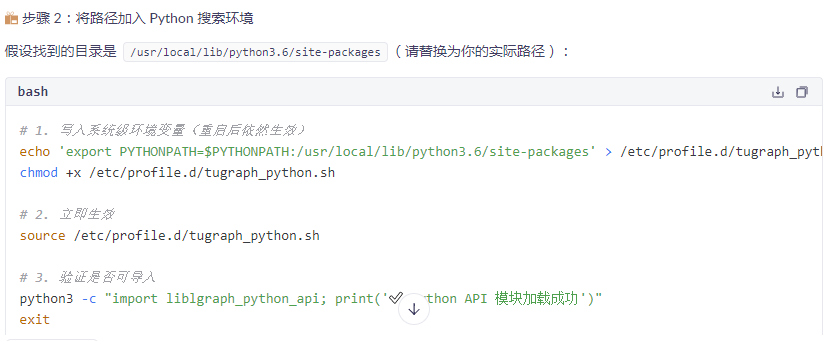 步骤 2：将路径加入 Python 搜索环境
假设找到的目录是 /usr/local/lib/python3.6/site-packages （请替换为你的实际路径）：
bash
# 1. 写入系统级环境变量（重启后依然生效）
echo 'export PYTHONPATH=$PYTHONPATH:/usr/local/lib/python3.6/site-packages' > /etc/profile.d/tugraph_pyth
chmod +x /etc/profile.d/tugraph_python.sh
# 2. 立即生效
source /etc/profile.d/tugraph_python.sh
# 3. 验证是否可导入
python3 -c "import liblgraph_python_api; print('✅ython API 模块加载成功')"
exit